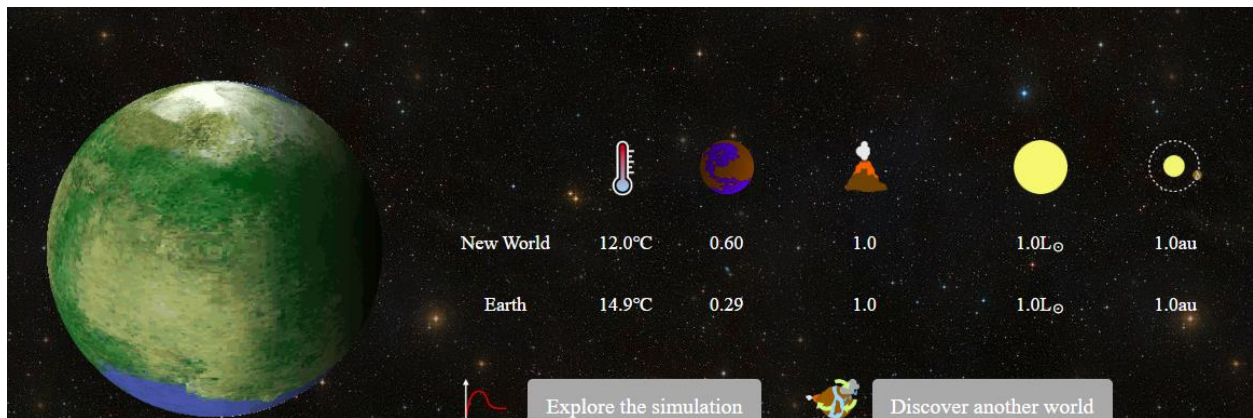 New World 12.0℃ 0.60 1.0 1.0L⊙ 1.0au
Earth 14.9℃ 0.29 1.0 1.0L⊙ 1.0au
Explore the simulation Discover another world